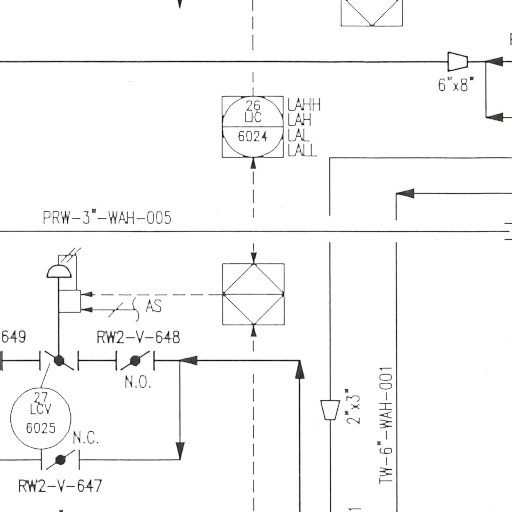 6"x8"
26
LIC
6024
LAHH
LAH
LAL
LALL
PRW-3"-WAH-005
AS
649
RW2-V-648
N.O.
27
LCV
6025
N.C.
RW2-V-647
2"x3"
TW-6"-WAH-001